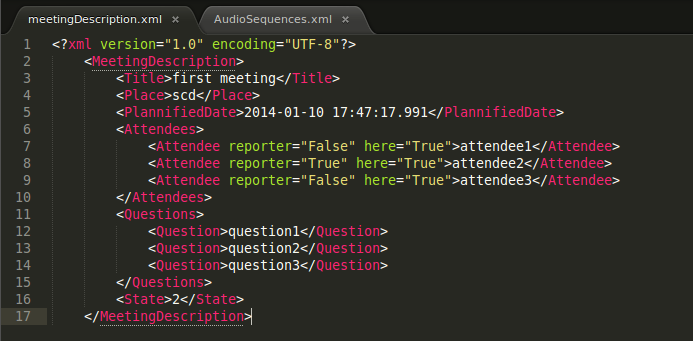 meetingDescription.xml × AudioSequences.xml ×
1 <?xml version="1.0" encoding="UTF-8"?>
2 <MeetingDescription>
3 <Title>first meeting</Title>
4 <Place>scd</Place>
5 <PlannifiedDate>2014-01-10 17:47:17.991</PlannifiedDate>
6 <Attendees>
7 <Attendee reporter="False" here="True">attendee1</Attendee>
8 <Attendee reporter="True" here="True">attendee2</Attendee>
9 <Attendee reporter="False" here="True">attendee3</Attendee>
10 </Attendees>
11 <Questions>
12 <Question>question1</Question>
13 <Question>question2</Question>
14 <Question>question3</Question>
15 </Questions>
16 <State>2</State>
17 </MeetingDescription>